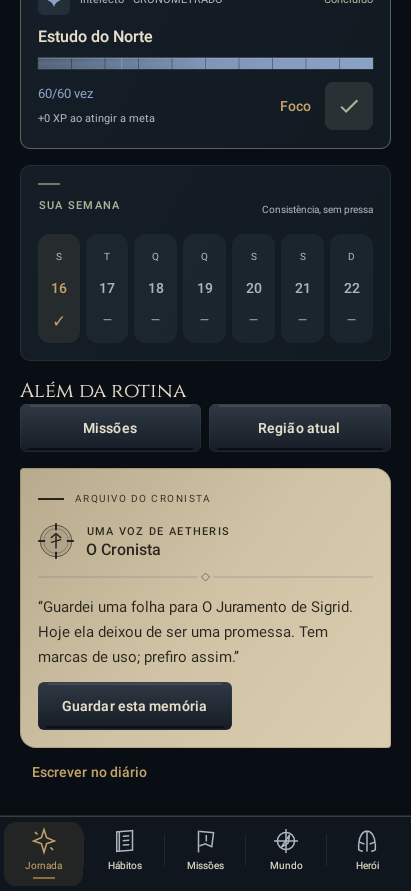 Intelecto · CRONOMETRADO
Concluído
Estudo do Norte
60/60 vez
+0 XP ao atingir a meta
Foco
SUA SEMANA
Consistência, sem pressa
S T Q Q S S D
16 17 18 19 20 21 22
✓ – – – – – –
Além da rotina
Missões
Região atual
ARQUIVO DO CRONISTA
UMA VOZ DE AETHERIS
O Cronista
“Guardei uma folha para O Juramento de Sigrid.
Hoje ela deixou de ser uma promessa. Tem
marcas de uso; prefiro assim.”
Guardar esta memória
Escrever no diário
Jornada Hábitos Missões Mundo Herói